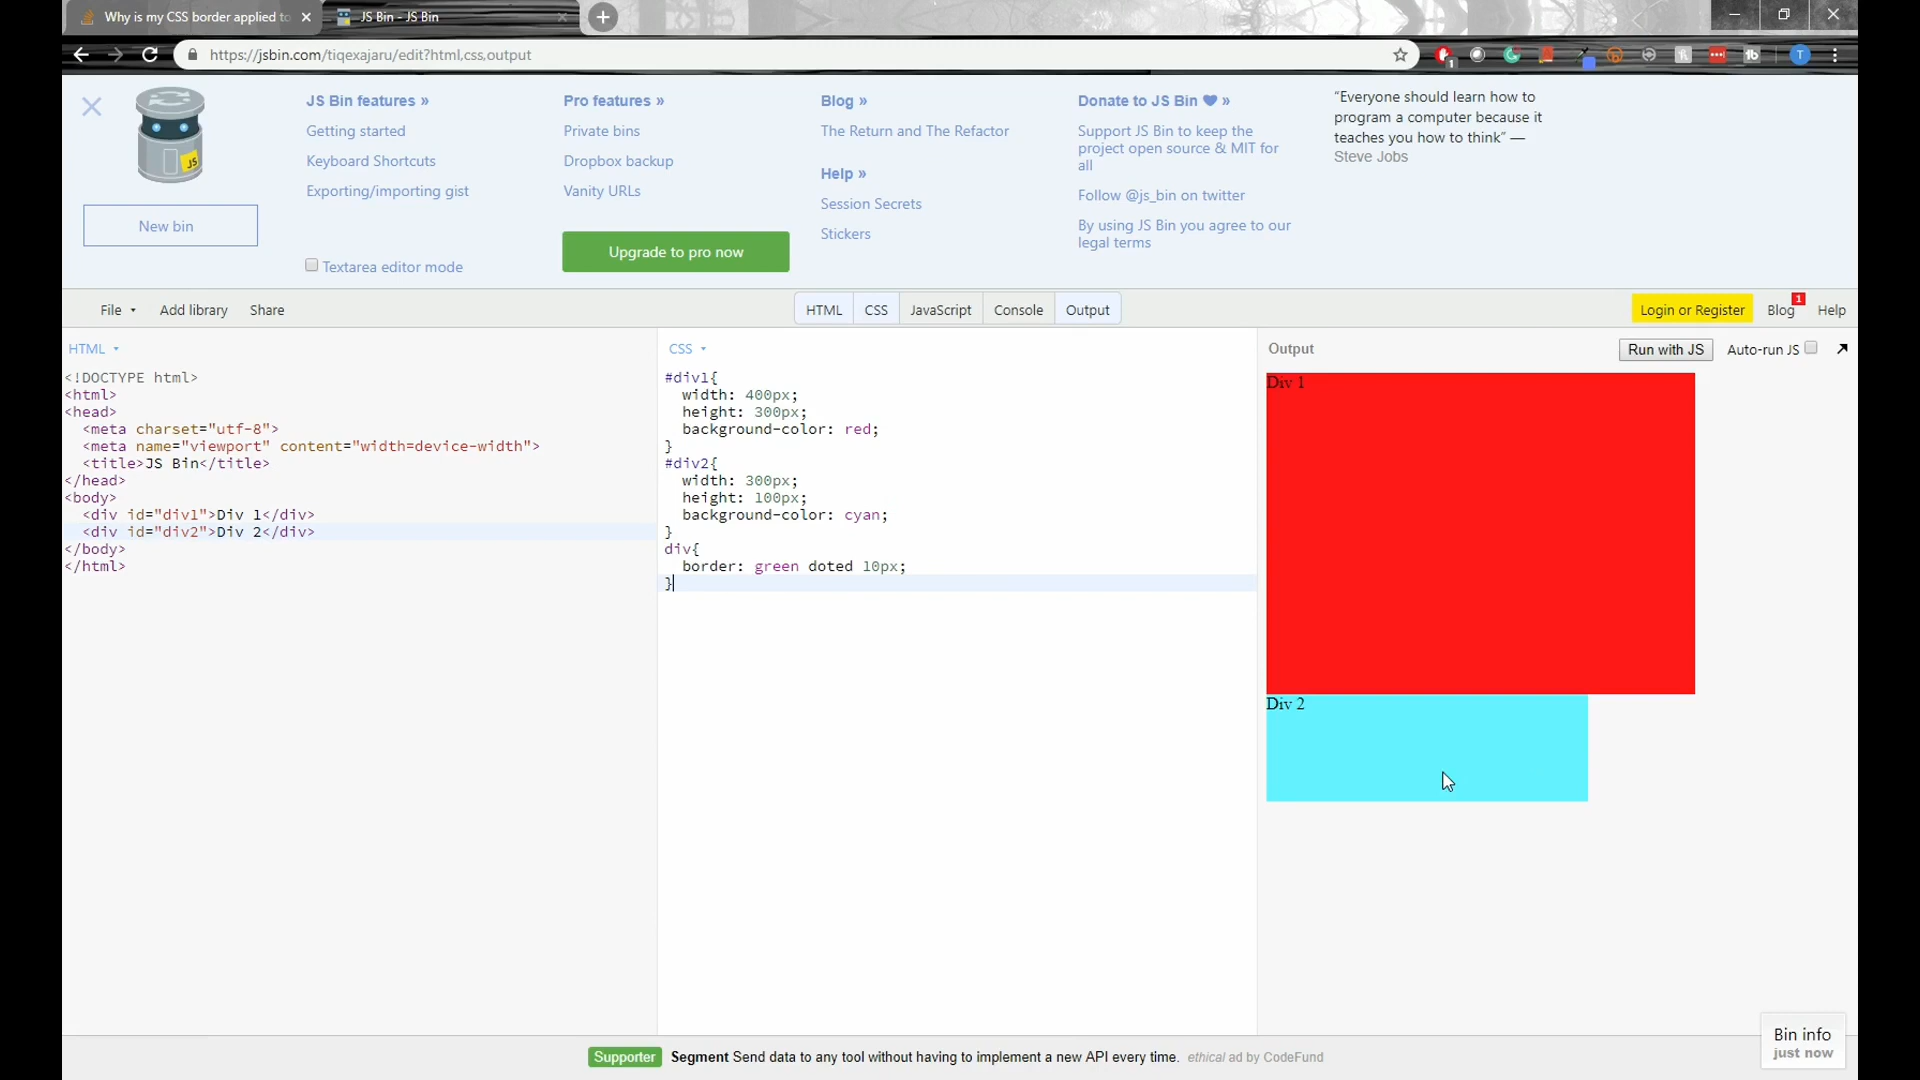 Why is my CSS border applied to
JS Bin - JS Bin
https://jsbin.com/tiqexajaru/edit?html,css,output
1
T
JS
New bin
JS Bin features »
Getting started
Keyboard Shortcuts
Exporting/importing gist
Textarea editor mode
Pro features »
Private bins
Dropbox backup
Vanity URLs
Upgrade to pro now
Blog »
The Return and The Refactor
Help »
Session Secrets
Stickers
Donate to JS Bin ♥ »
Support JS Bin to keep the
project open source & MIT for
all
Follow @js_bin on twitter
By using JS Bin you agree to our
legal terms
“Everyone should learn how to
program a computer because it
teaches you how to think” —
Steve Jobs
File Add library Share
HTML CSS JavaScript Console Output
Login or Register Blog 1 Help
HTML
<!DOCTYPE html>
<html>
<head>
<meta charset="utf-8">
<meta name="viewport" content="width=device-width">
<title>JS Bin</title>
</head>
<body>
<div id="div1">Div 1</div>
<div id="div2">Div 2</div>
</body>
</html>
CSS
#div1{
width: 400px;
height: 300px;
background-color: red;
}
#div2{
width: 300px;
height: 100px;
background-color: cyan;
}
div{
border: green doted 10px;
}
Output Run with JS Auto-run JS
Div 1
Div 2
Bin info
just now
Supporter Segment Send data to any tool without having to implement a new API every time. ethical ad by CodeFund